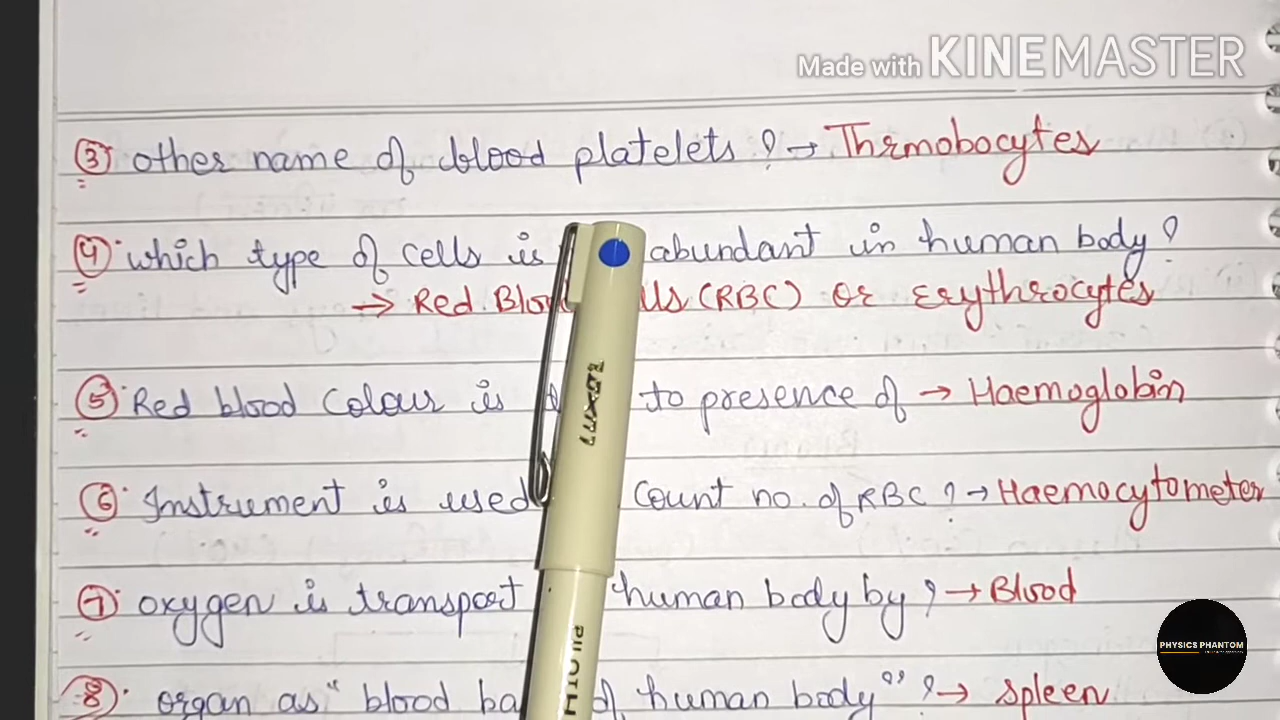 Made with KINEMASTER
③ other name of blood platelets ? → Thrmobocytes
④ which type of cells is abundant in human body ?
→ Red Blood (RBC) or Erythrocytes
⑤ Red blood colour is to presence of → Haemoglobin
⑥ Instrument is used count no. of RBC ? → Haemocytometer
LUXOR
⑦ oxygen is transport human body by ? → Blood
PILOT
PHYSICS PHANTOM
⑧ organ as " blood human body " ? → spleen